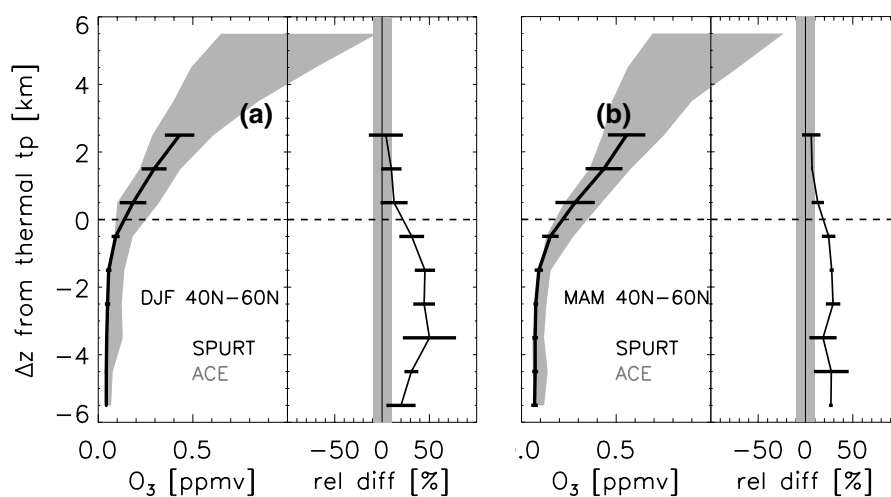 Δz from thermal tp [km]
6
4
2
0
−2
−4
−6
(a)
DJF 40N−60N
SPURT
ACE
0.0 0.5
O₃ [ppmv]
−50 0 50
rel diff [%]
(b)
MAM 40N−60N
SPURT
ACE
.0 0.5
O₃ [ppmv]
−50 0 50
rel diff [%]